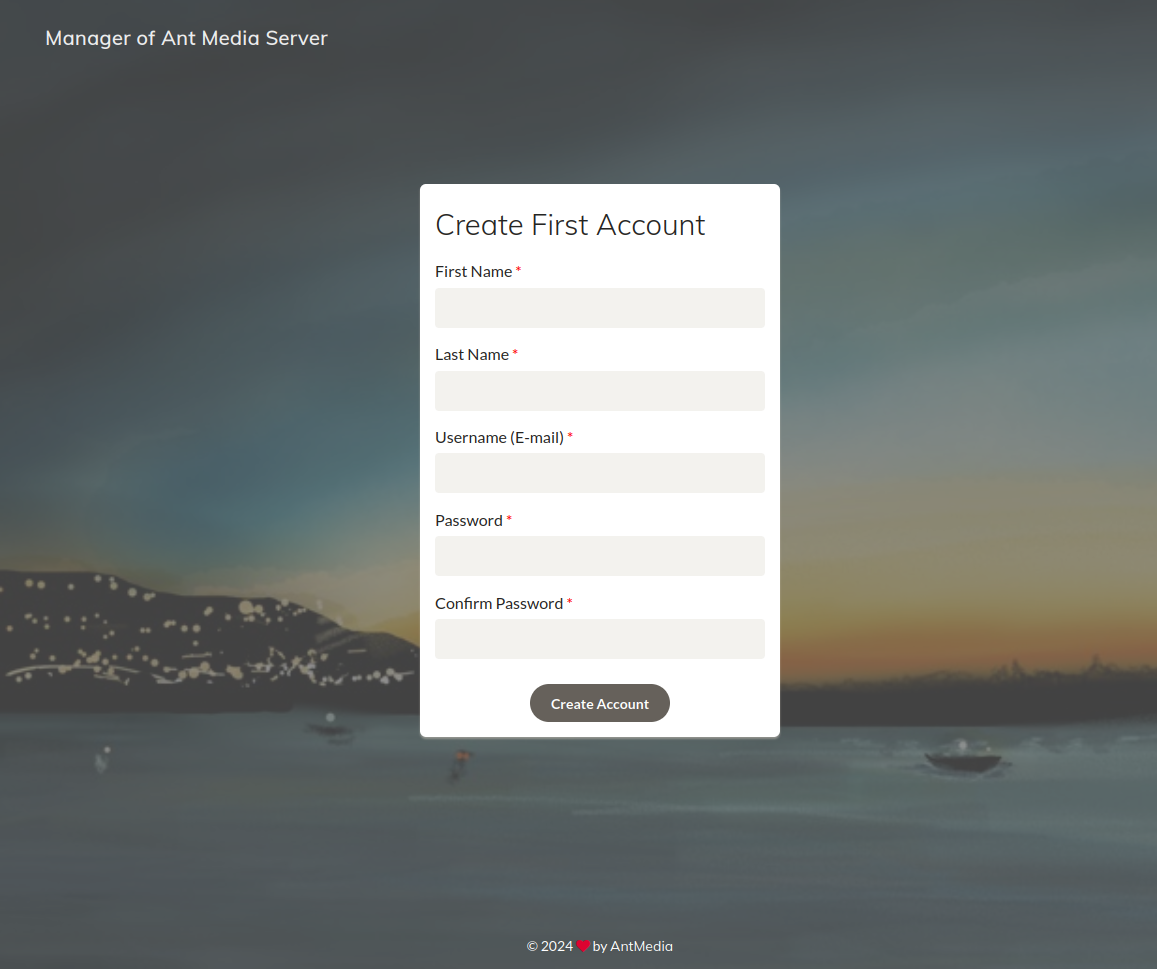 Manager of Ant Media Server
Create First Account
First Name *
Last Name *
Username (E-mail) *
Password *
Confirm Password *
Create Account
© 2024 ❤ by AntMedia